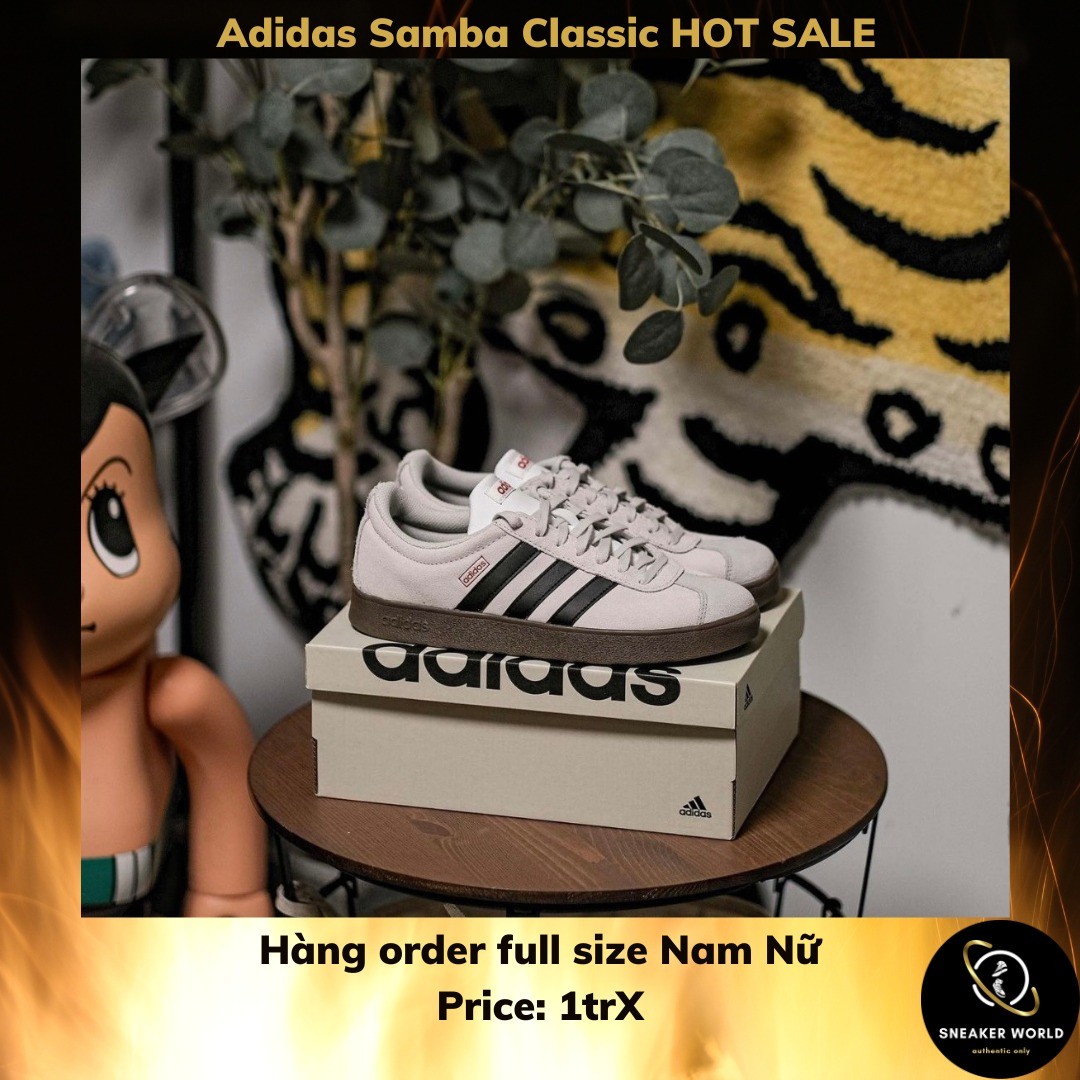 Adidas Samba Classic HOT SALE
adidas
adidas
adidas
adidas
Hàng order full size Nam Nữ
Price: 1trX
SNEAKER WORLD
authentic only